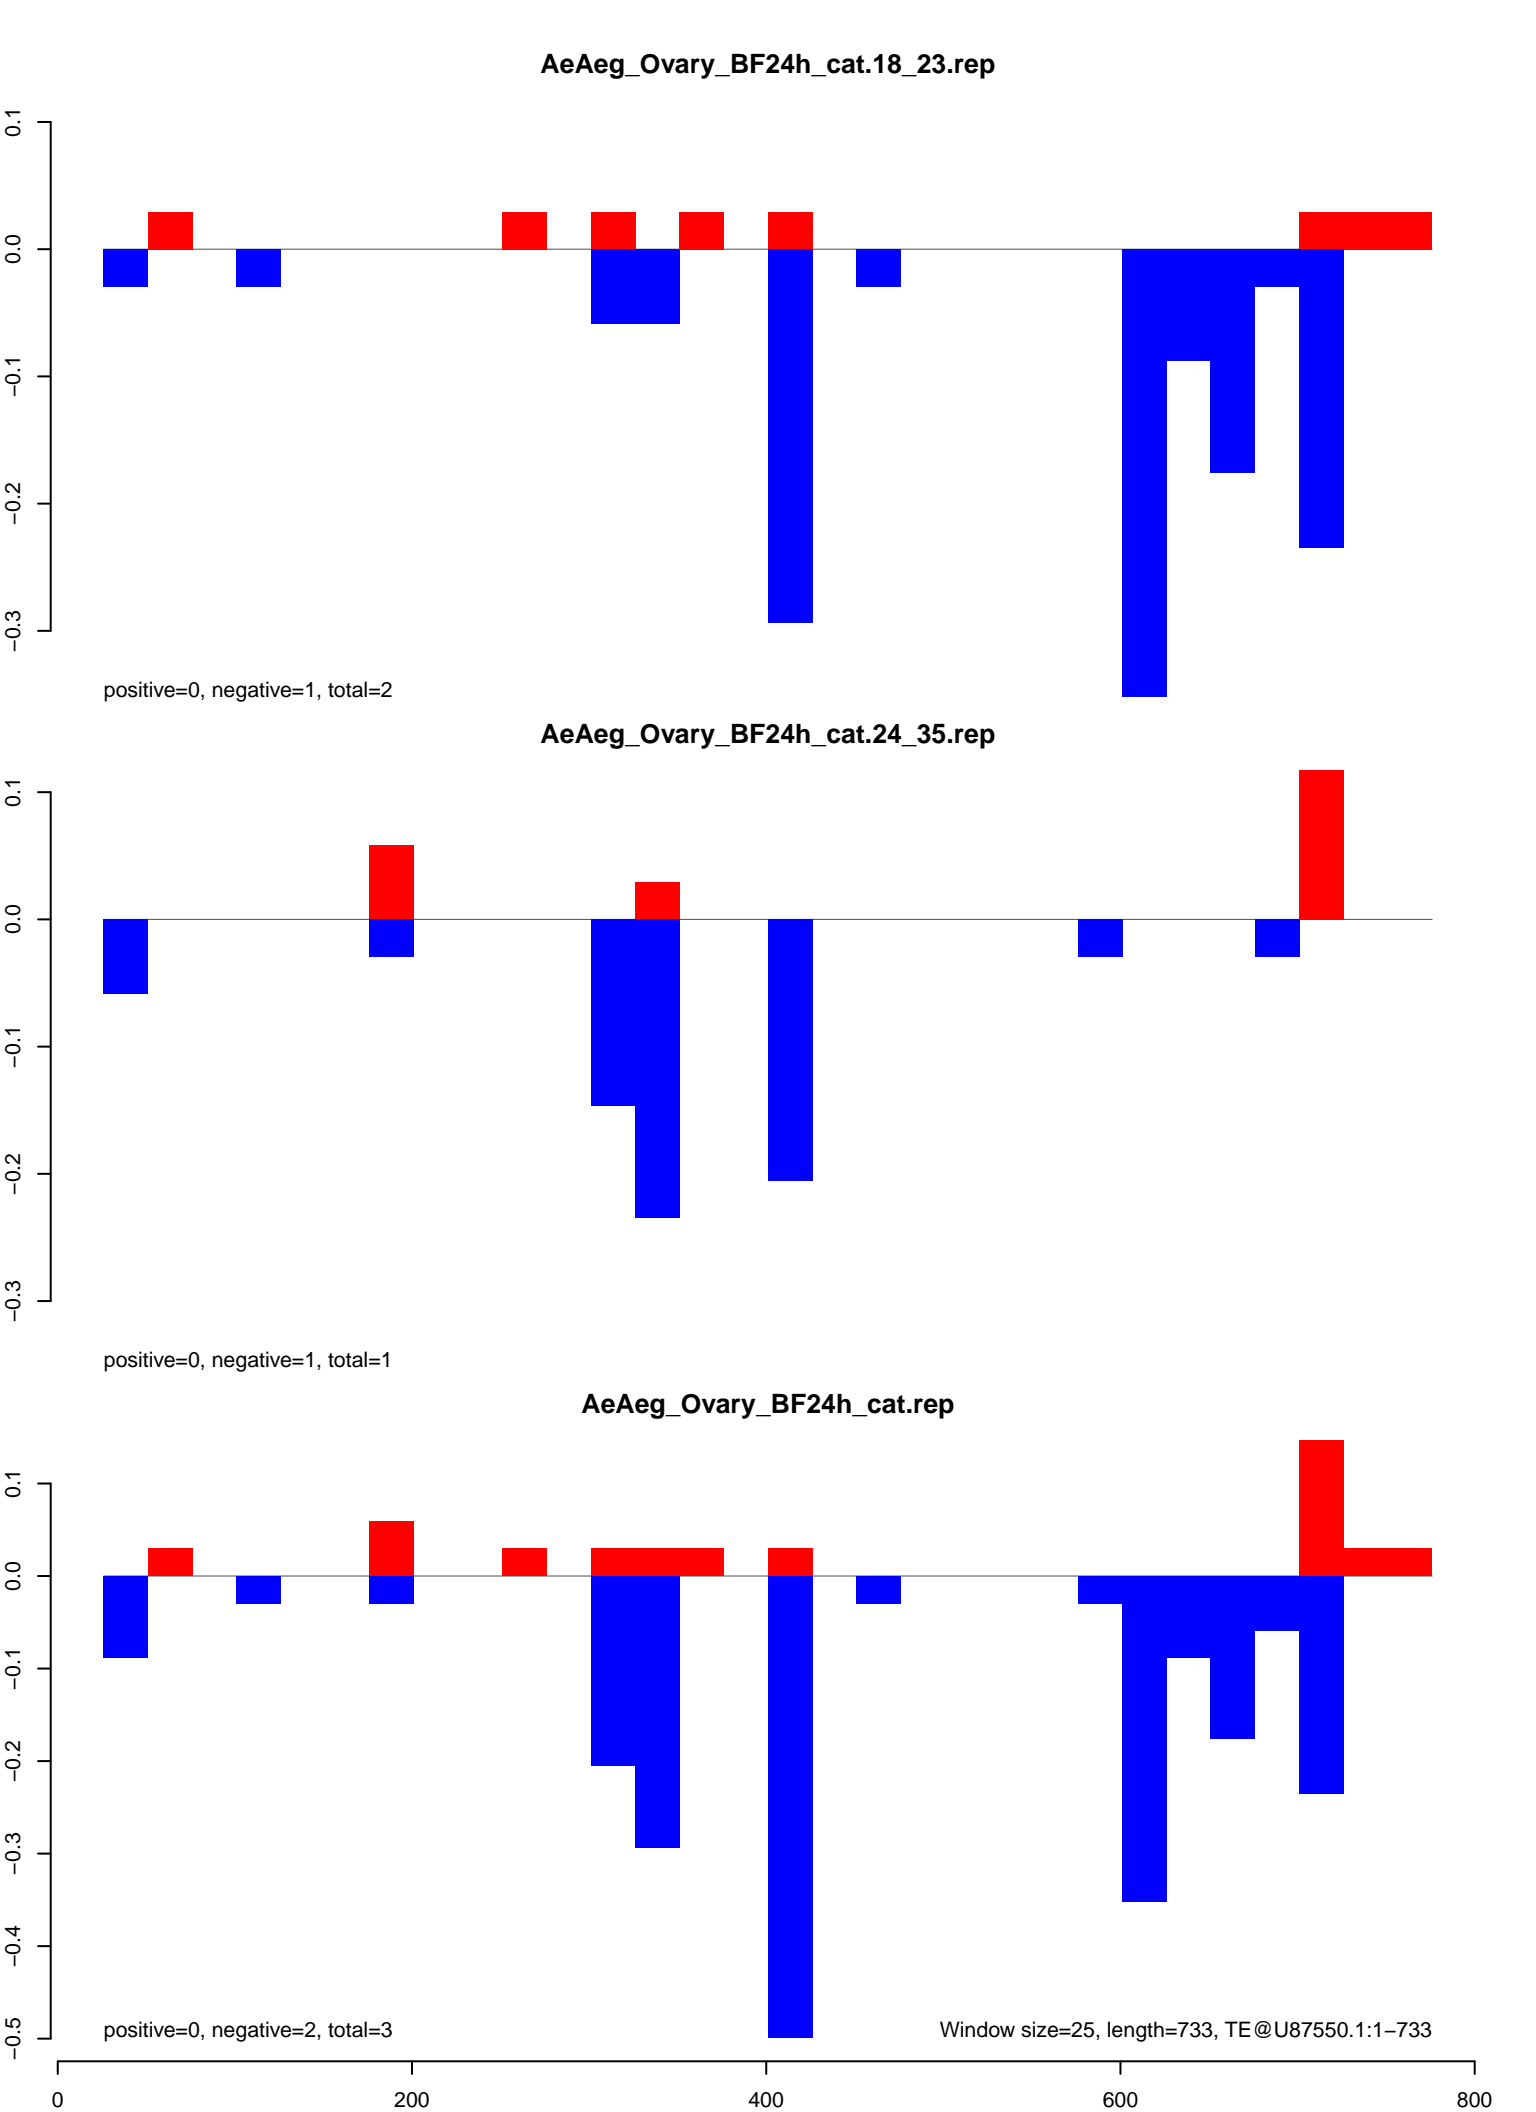 AeAeg_Ovary_BF24h_cat.18_23.rep
0.1
0.0
−0.1
−0.2
−0.3
positive=0, negative=1, total=2
AeAeg_Ovary_BF24h_cat.24_35.rep
0.1
0.0
−0.1
−0.2
−0.3
positive=0, negative=1, total=1
AeAeg_Ovary_BF24h_cat.rep
0.1
0.0
−0.1
−0.2
−0.3
−0.4
−0.5
positive=0, negative=2, total=3
Window size=25, length=733, TE@U87550.1:1−733
0 200 400 600 800